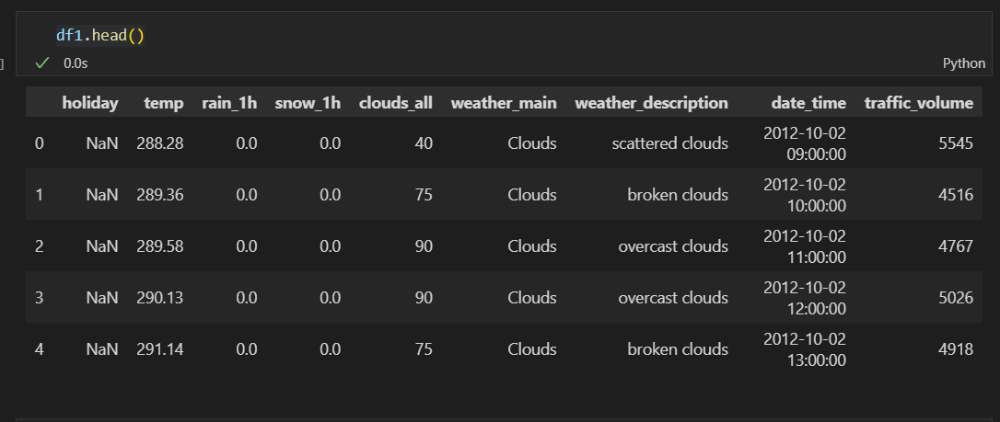 df1.head()
]
0.0s
Python
holiday temp rain_1h snow_1h clouds_all weather_main weather_description date_time traffic_volume
0 NaN 288.28 0.0 0.0 40 Clouds scattered clouds 2012-10-02 09:00:00 5545
1 NaN 289.36 0.0 0.0 75 Clouds broken clouds 2012-10-02 10:00:00 4516
2 NaN 289.58 0.0 0.0 90 Clouds overcast clouds 2012-10-02 11:00:00 4767
3 NaN 290.13 0.0 0.0 90 Clouds overcast clouds 2012-10-02 12:00:00 5026
4 NaN 291.14 0.0 0.0 75 Clouds broken clouds 2012-10-02 13:00:00 4918